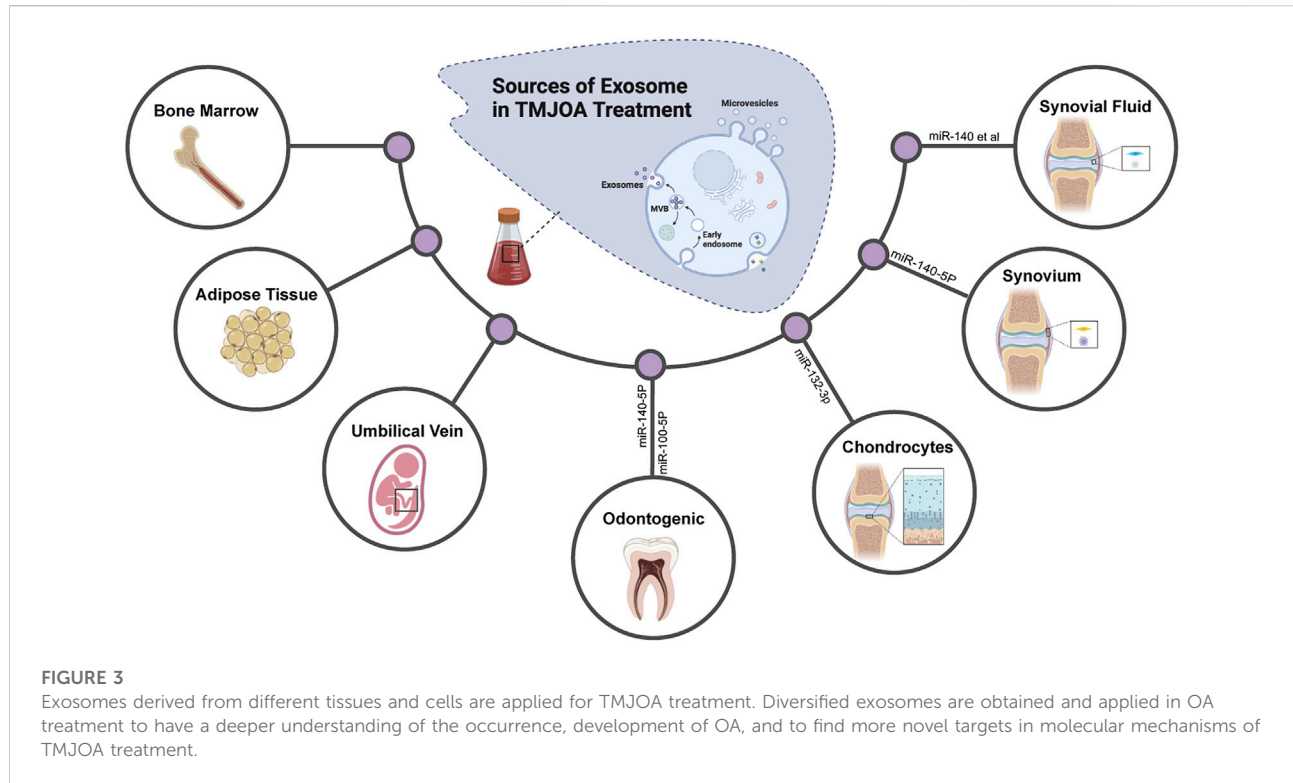 Sources of Exosome
in TMJOA Treatment
Microvesicles
Exosomes
MVB
Early
endosome
Bone Marrow
Adipose Tissue
Umbilical Vein
miR-140-5P
miR-100-5P
Odontogenic
miR-132-3p
Chondrocytes
miR-140-5P
Synovium
miR-140 et al
Synovial Fluid
FIGURE 3
Exosomes derived from different tissues and cells are applied for TMJOA treatment. Diversified exosomes are obtained and applied in OA
treatment to have a deeper understanding of the occurrence, development of OA, and to find more novel targets in molecular mechanisms of
TMJOA treatment.